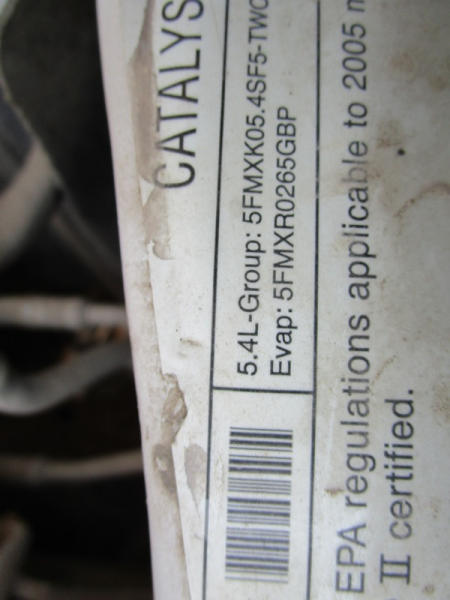 CATALYS
5.4L-Group: 5FMXK05.4SF5-TWC
Evap: 5FMXR0265GBP
EPA regulations applicable to 2005
II certified.